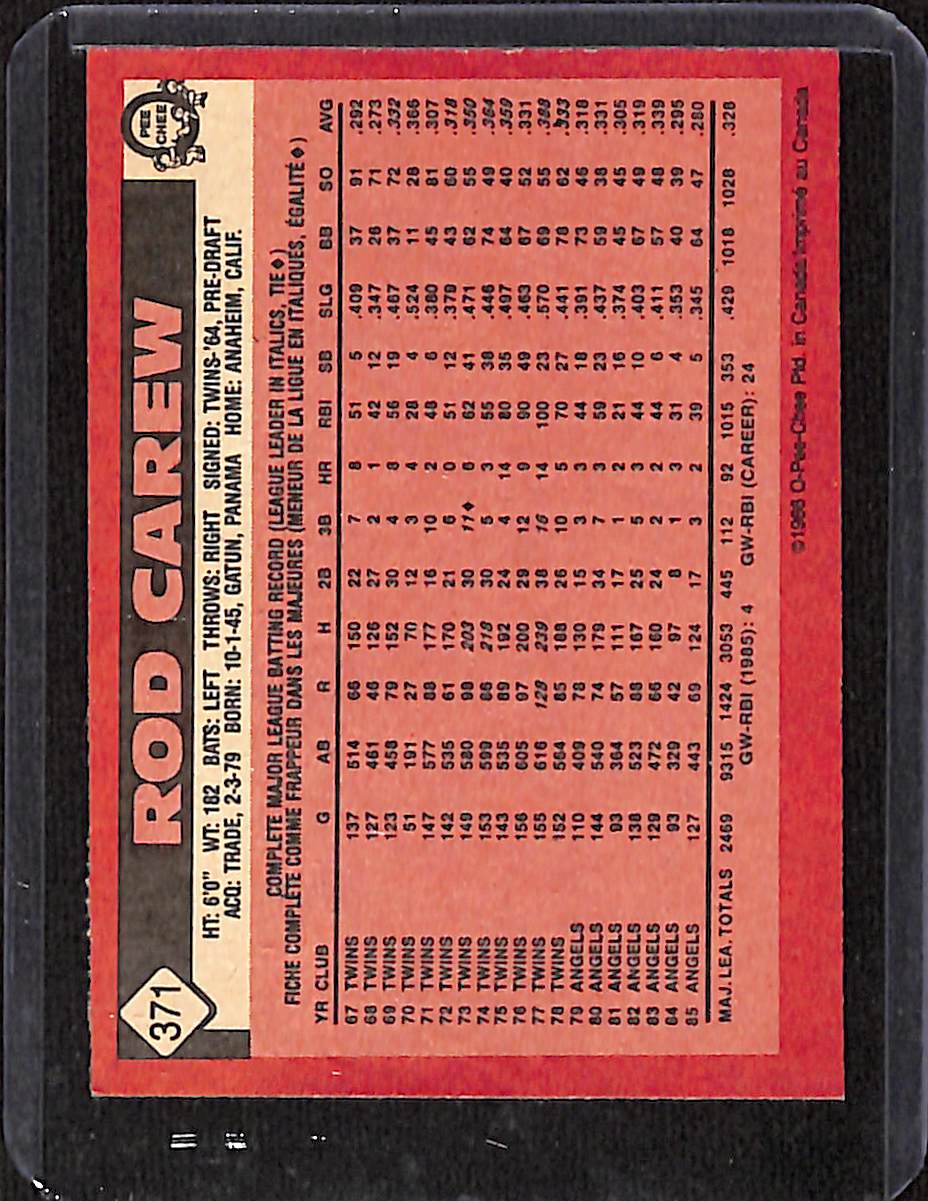 371
ROD CAREW
O PEE CHEE
HT: 6'0" WT: 182 BATS: LEFT THROWS: RIGHT SIGNED: TWINS-'64, PRE-DRAFT
ACQ: TRADE, 2-3-79 BORN: 10-1-45, GATUN, PANAMA HOME: ANAHEIM, CALIF.
COMPLETE MAJOR LEAGUE BATTING RECORD (LEAGUE LEADER IN ITALICS, TIE♦)
FICHE COMPLÈTE COMME FRAPPEUR DANS LES MAJEURES (MENEUR DE LA LIGUE EN ITALIQUES, ÉGALITÉ♦)
YR CLUB G AB R H 2B 3B HR RBI SB SLG BB SO AVG
67 TWINS 137 514 66 150 22 7 8 51 5 .409 37 91 .292
68 TWINS 127 461 46 126 27 2 1 42 12 .347 26 71 .273
69 TWINS 123 458 79 152 30 4 8 56 19 .467 37 72 .332
70 TWINS 51 191 27 70 12 3 4 28 4 .524 11 28 .366
71 TWINS 147 577 88 177 16 10 2 48 6 .380 45 81 .307
72 TWINS 142 535 61 170 21 6 0 51 12 .379 43 60 .318
73 TWINS 149 580 98 203 30 11♦ 6 62 41 .471 62 55 .350
74 TWINS 153 599 86 218 30 5 3 55 38 .446 74 49 .364
75 TWINS 143 535 89 192 24 4 14 80 35 .497 64 40 .359
76 TWINS 156 605 97 200 29 12 9 90 49 .463 67 52 .331
77 TWINS 155 616 128 239 38 16 14 100 23 .570 69 55 .388
78 TWINS 152 564 85 188 26 10 5 70 27 .441 78 62 .333
79 ANGELS 110 409 78 130 15 3 3 44 18 .391 73 46 .318
80 ANGELS 144 540 74 179 34 7 3 59 23 .437 59 38 .331
81 ANGELS 93 364 57 111 17 1 2 21 16 .374 45 45 .305
82 ANGELS 138 523 88 167 25 5 3 44 10 .403 67 49 .319
83 ANGELS 129 472 66 160 24 2 2 44 6 .411 57 48 .339
84 ANGELS 93 329 42 97 8 1 3 31 4 .353 40 39 .295
85 ANGELS 127 443 69 124 17 3 2 39 5 .345 64 47 .280
MAJ. LEA. TOTALS 2469 9315 1424 3053 445 112 92 1015 353 .429 1018 1028 .328
GW-RBI (1985): 4 GW-RBI (CAREER): 24
©1986 O-Pee-Chee Ptd. in Canada/Imprimé au Canada